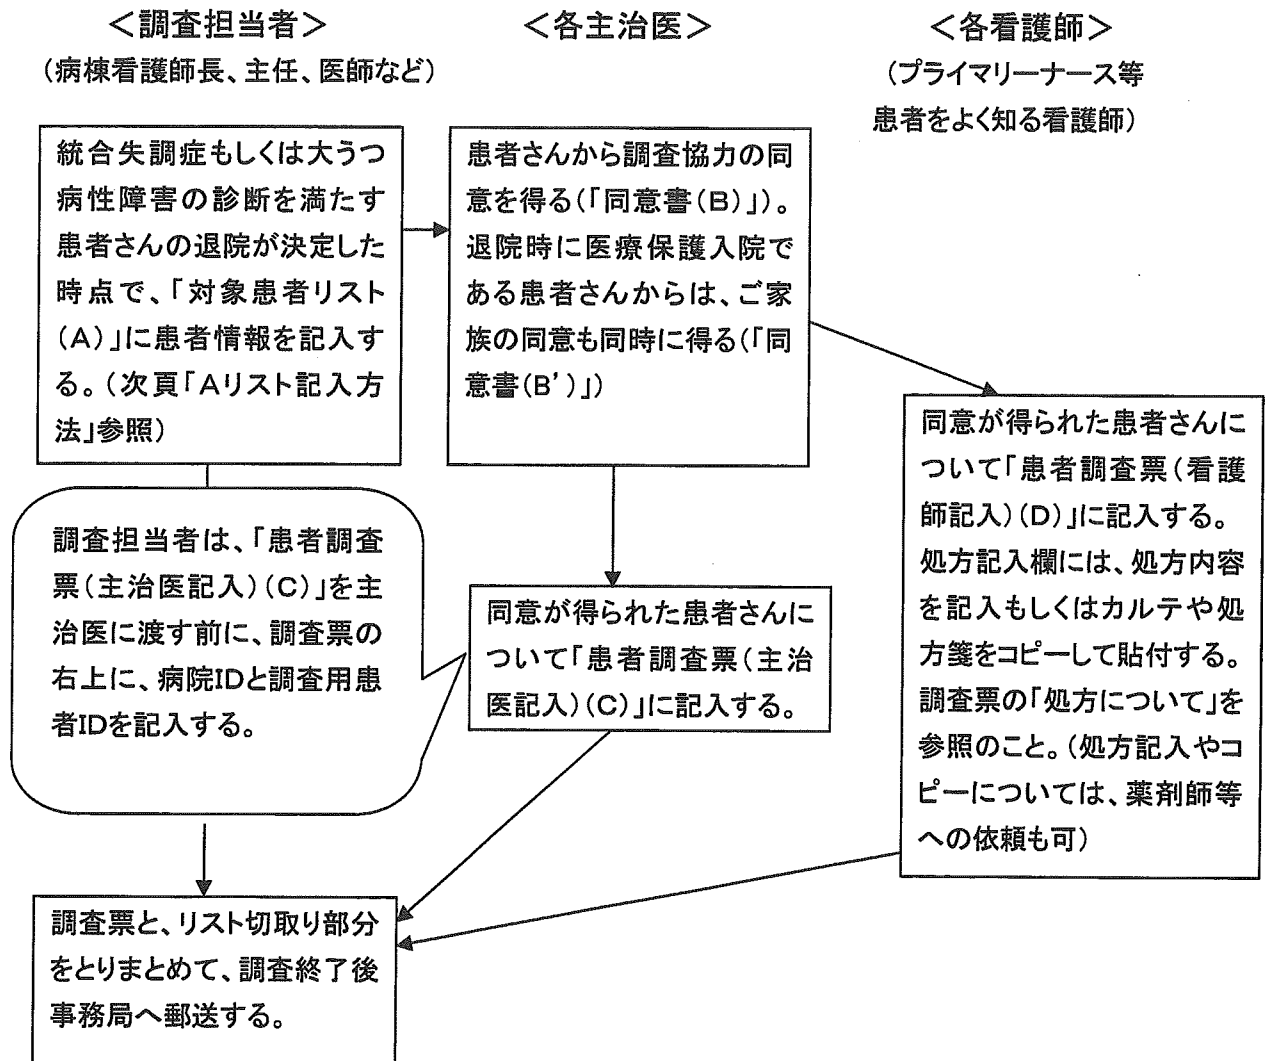 ＜調査担当者＞
（病棟看護師長、主任、医師など）
＜各主治医＞
＜各看護師＞
（プライマリーナース等
患者をよく知る看護師）
統合失調症もしくは大うつ
病性障害の診断を満たす
患者さんの退院が決定した
時点で、「対象患者リスト
（A）」に患者情報を記入す
る。（次頁「Aリスト記入方
法」参照）
患者さんから調査協力の同
意を得る（「同意書（B）」）。
退院時に医療保護入院で
ある患者さんからは、ご家
族の同意も同時に得る（「同
意書（B’）」）
同意が得られた患者さんに
ついて「患者調査票（看護
師記入）（D）」に記入する。
処方記入欄には、処方内容
を記入もしくはカルテや処
方箋をコピーして貼付する。
調査票の「処方について」を
参照のこと。（処方記入やコ
ピーについては、薬剤師等
への依頼も可）
調査担当者は、「患者調査
票（主治医記入）（C）」を主
治医に渡す前に、調査票の
右上に、病院IDと調査用患
者IDを記入する。
同意が得られた患者さんに
ついて「患者調査票（主治
医記入）（C）」に記入する。
調査票と、リスト切取り部分
をとりまとめて、調査終了後
事務局へ郵送する。